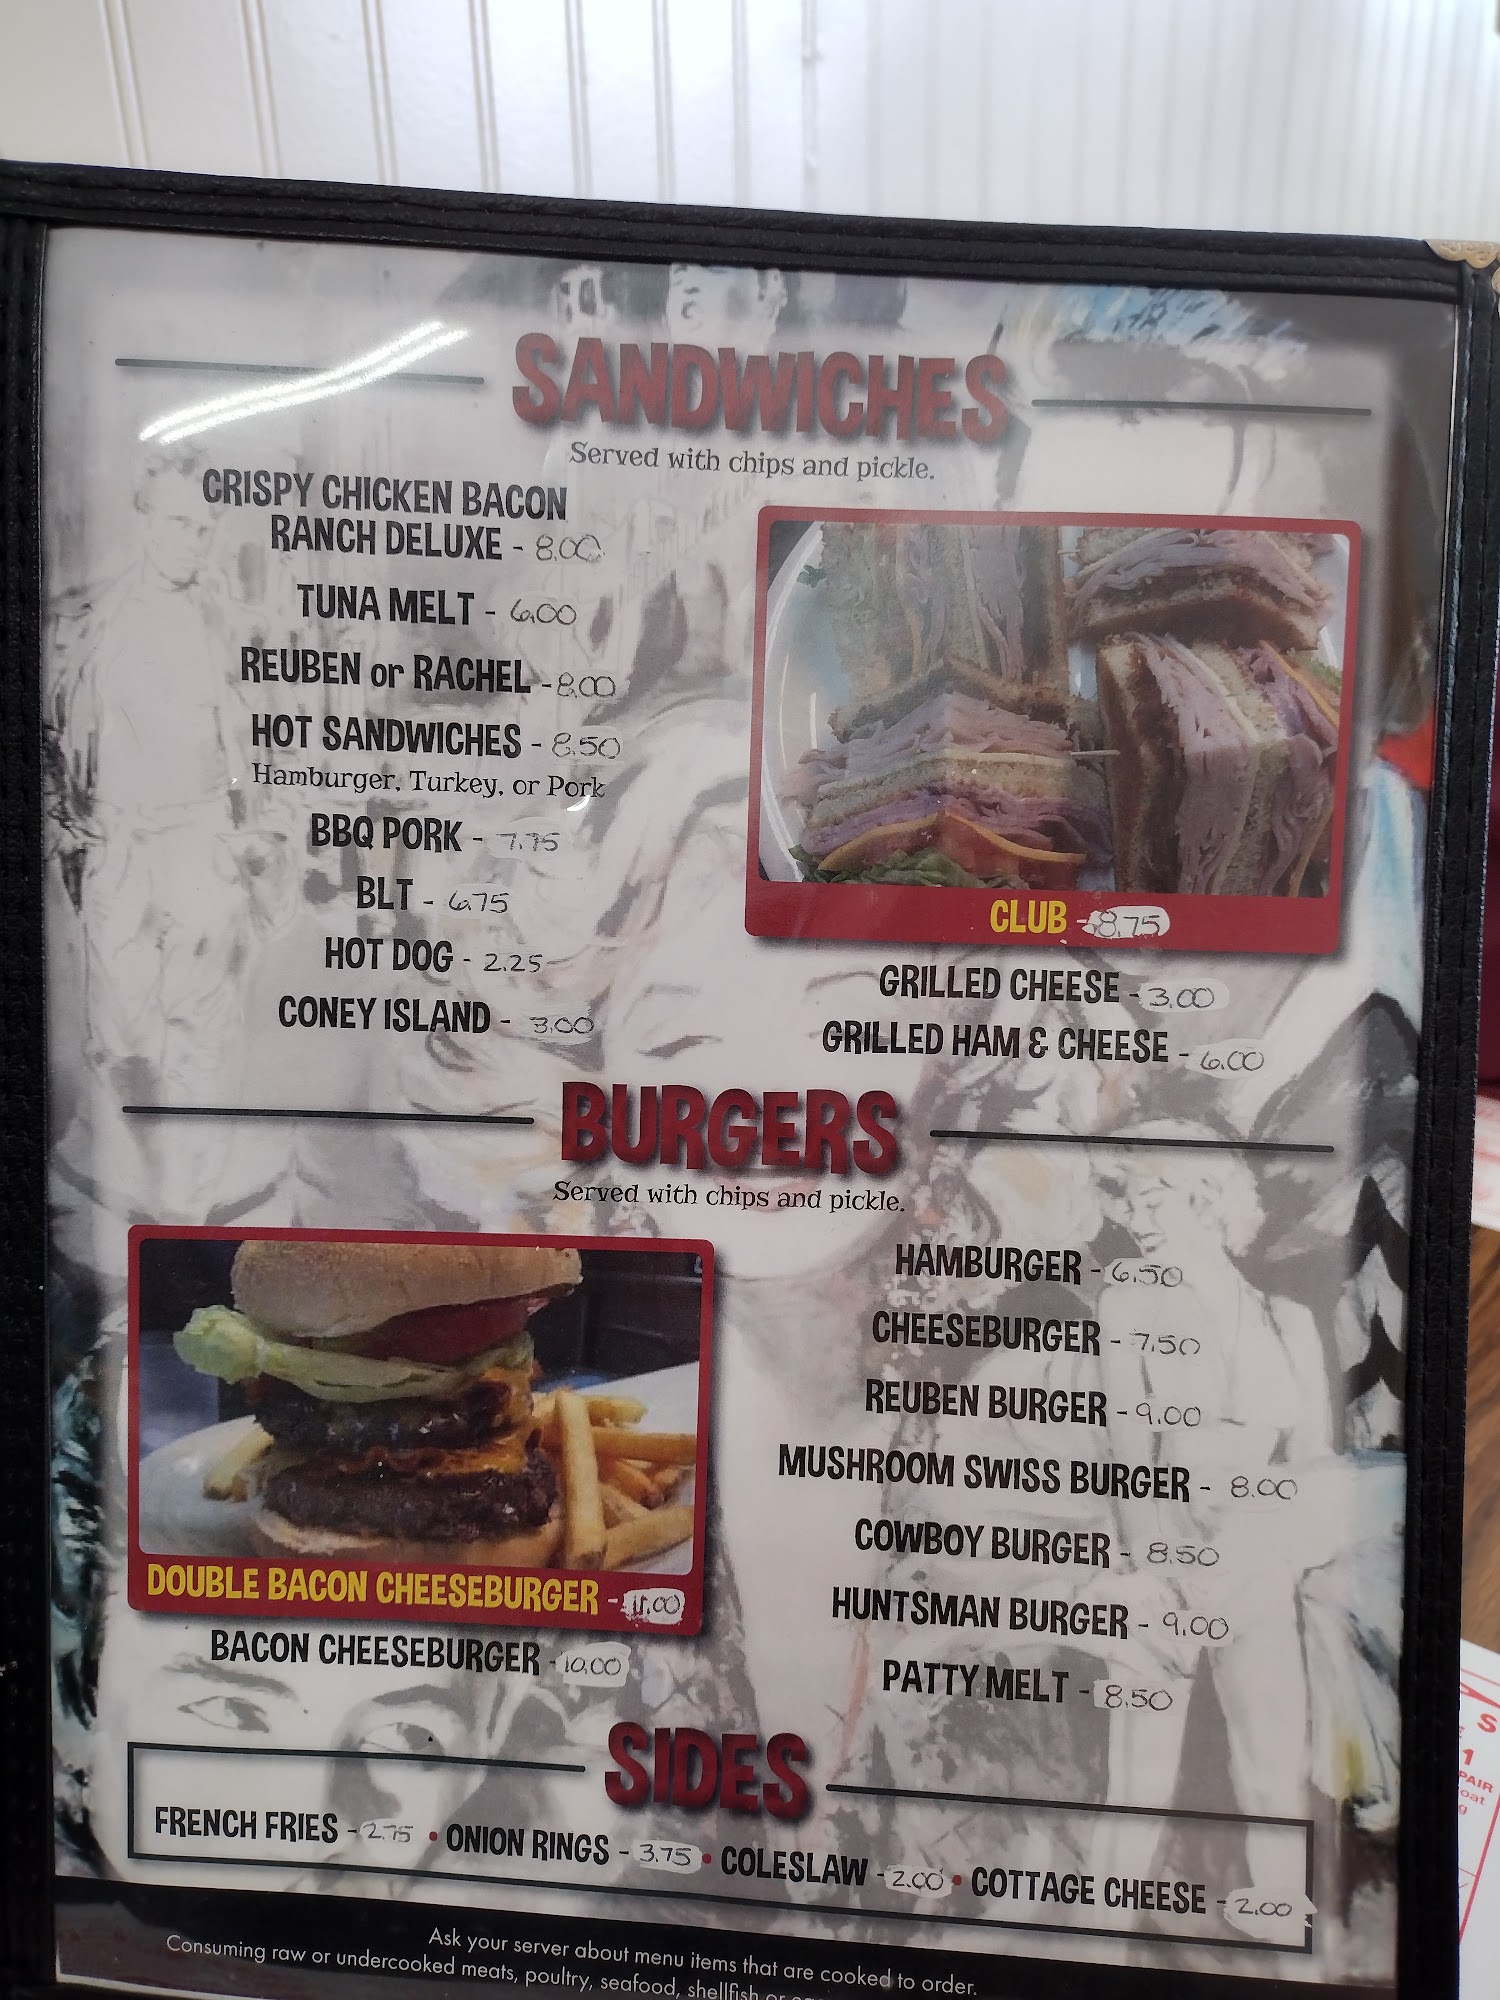 SANDWICHES
Served with chips and pickle.
CRISPY CHICKEN BACON
RANCH DELUXE - 8.00
TUNA MELT - 6.00
REUBEN or RACHEL - 8.00
HOT SANDWICHES - 8.50
Hamburger, Turkey, or Pork
BBQ PORK - 7.75
BLT - 6.75
HOT DOG - 2.25
CONEY ISLAND - 3.00
CLUB - 8.75
GRILLED CHEESE - 3.00
GRILLED HAM & CHEESE - 6.00
BURGERS
Served with chips and pickle.
DOUBLE BACON CHEESEBURGER - 11.00
BACON CHEESEBURGER - 10.00
HAMBURGER - 6.50
CHEESEBURGER - 7.50
REUBEN BURGER - 9.00
MUSHROOM SWISS BURGER - 8.00
COWBOY BURGER - 8.50
HUNTSMAN BURGER - 9.00
PATTY MELT - 8.50
SIDES
FRENCH FRIES - 2.75 • ONION RINGS - 3.75 • COLESLAW - 2.00 • COTTAGE CHEESE - 2.00
Ask your server about menu items that are cooked to order.
Consuming raw or undercooked meats, poultry, seafood, shellfish or
S
1
PAIR